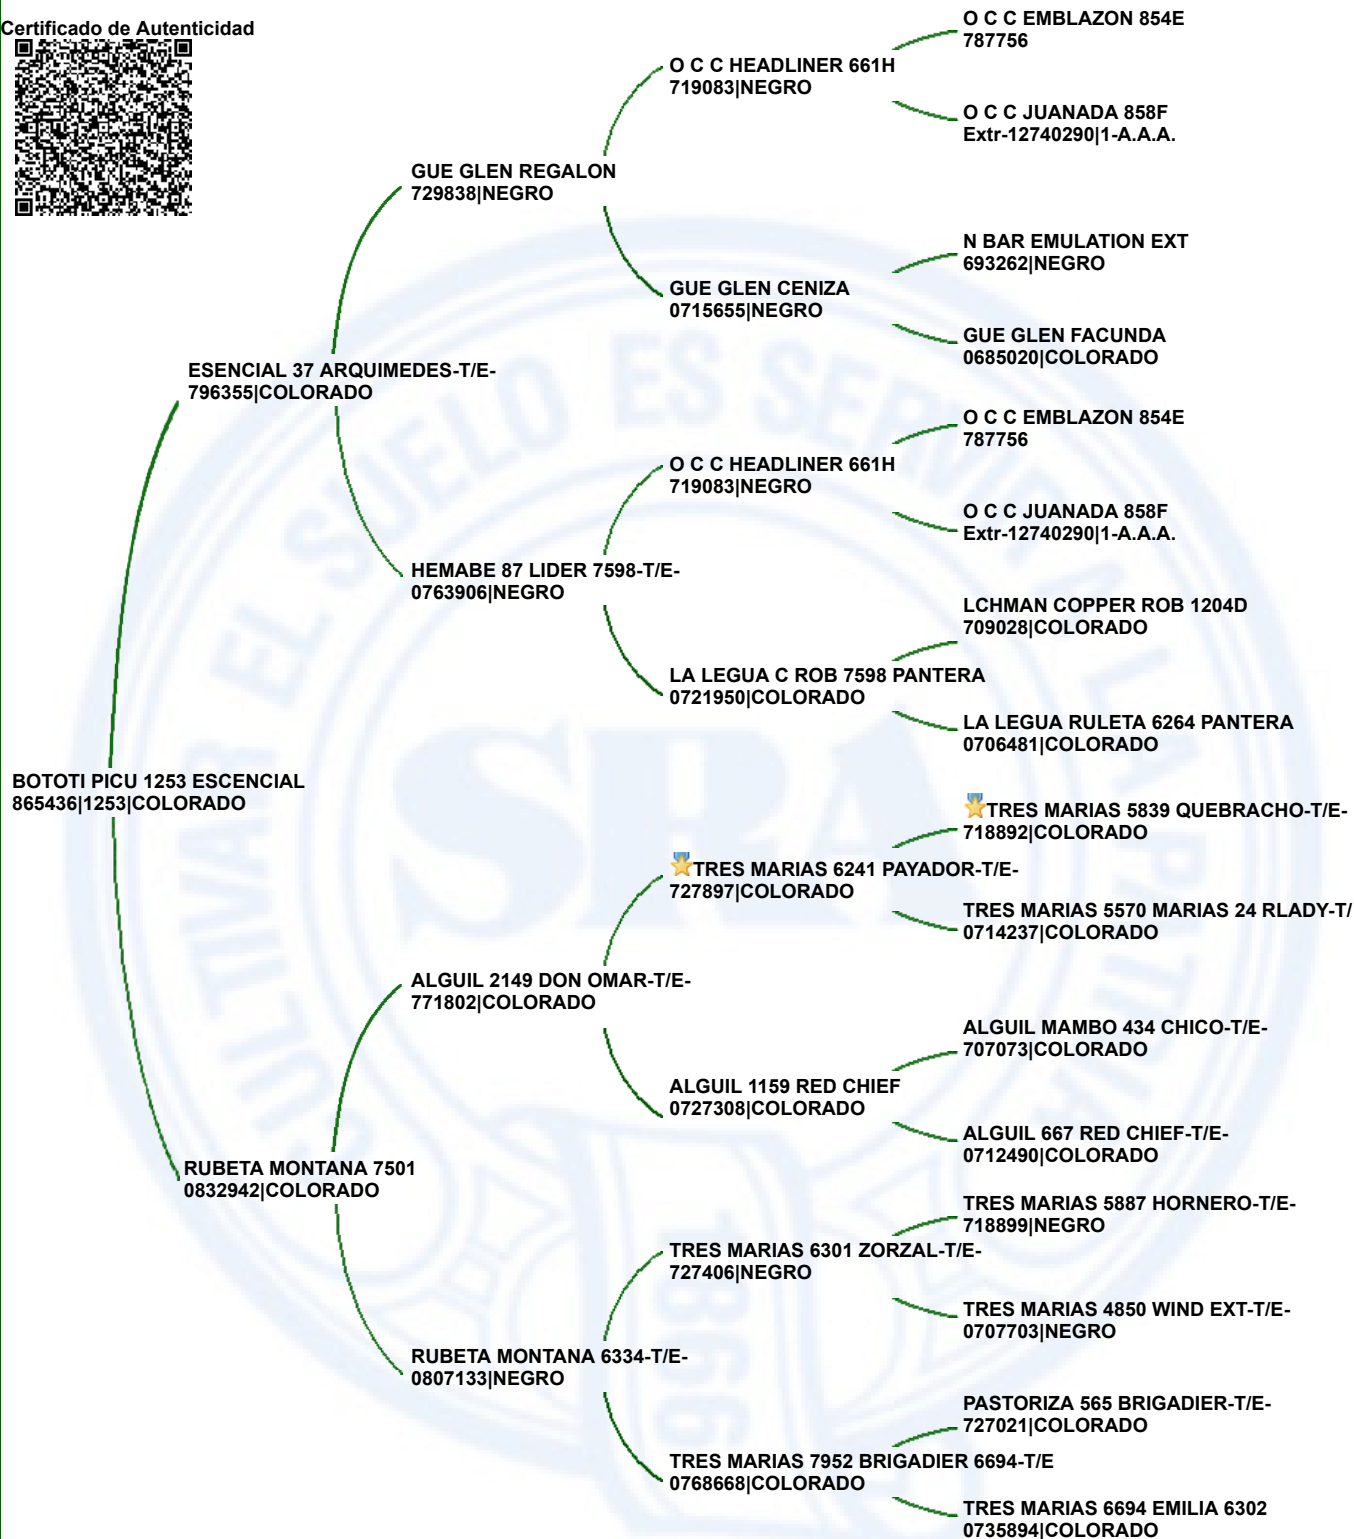 Certificado de Autenticidad
O C C EMBLAZON 854E
787756
O C C HEADLINER 661H
719083|NEGRO
O C C JUANADA 858F
Extr-12740290|1-A.A.A.
GUE GLEN REGALON
729838|NEGRO
N BAR EMULATION EXT
693262|NEGRO
GUE GLEN CENIZA
0715655|NEGRO
GUE GLEN FACUNDA
0685020|COLORADO
ESENCIAL 37 ARQUIMEDES-T/E-
796355|COLORADO
O C C EMBLAZON 854E
787756
O C C HEADLINER 661H
719083|NEGRO
O C C JUANADA 858F
Extr-12740290|1-A.A.A.
HEMABE 87 LIDER 7598-T/E-
0763906|NEGRO
LCHMAN COPPER ROB 1204D
709028|COLORADO
LA LEGUA C ROB 7598 PANTERA
0721950|COLORADO
LA LEGUA RULETA 6264 PANTERA
0706481|COLORADO
BOTOTI PICU 1253 ESCENCIAL
865436|1253|COLORADO
TRES MARIAS 5839 QUEBRACHO-T/E-
718892|COLORADO
TRES MARIAS 6241 PAYADOR-T/E-
727897|COLORADO
TRES MARIAS 5570 MARIAS 24 RLADY-T/
0714237|COLORADO
ALGUIL 2149 DON OMAR-T/E-
771802|COLORADO
ALGUIL MAMBO 434 CHICO-T/E-
707073|COLORADO
ALGUIL 1159 RED CHIEF
0727308|COLORADO
ALGUIL 667 RED CHIEF-T/E-
0712490|COLORADO
RUBETA MONTANA 7501
0832942|COLORADO
TRES MARIAS 5887 HORNERO-T/E-
718899|NEGRO
TRES MARIAS 6301 ZORZAL-T/E-
727406|NEGRO
TRES MARIAS 4850 WIND EXT-T/E-
0707703|NEGRO
RUBETA MONTANA 6334-T/E-
0807133|NEGRO
PASTORIZA 565 BRIGADIER-T/E-
727021|COLORADO
TRES MARIAS 7952 BRIGADIER 6694-T/E
0768668|COLORADO
TRES MARIAS 6694 EMILIA 6302
0735894|COLORADO
CULTIVAR EL SUELO ES SERVIR A LA PATRIA
SRA
1866